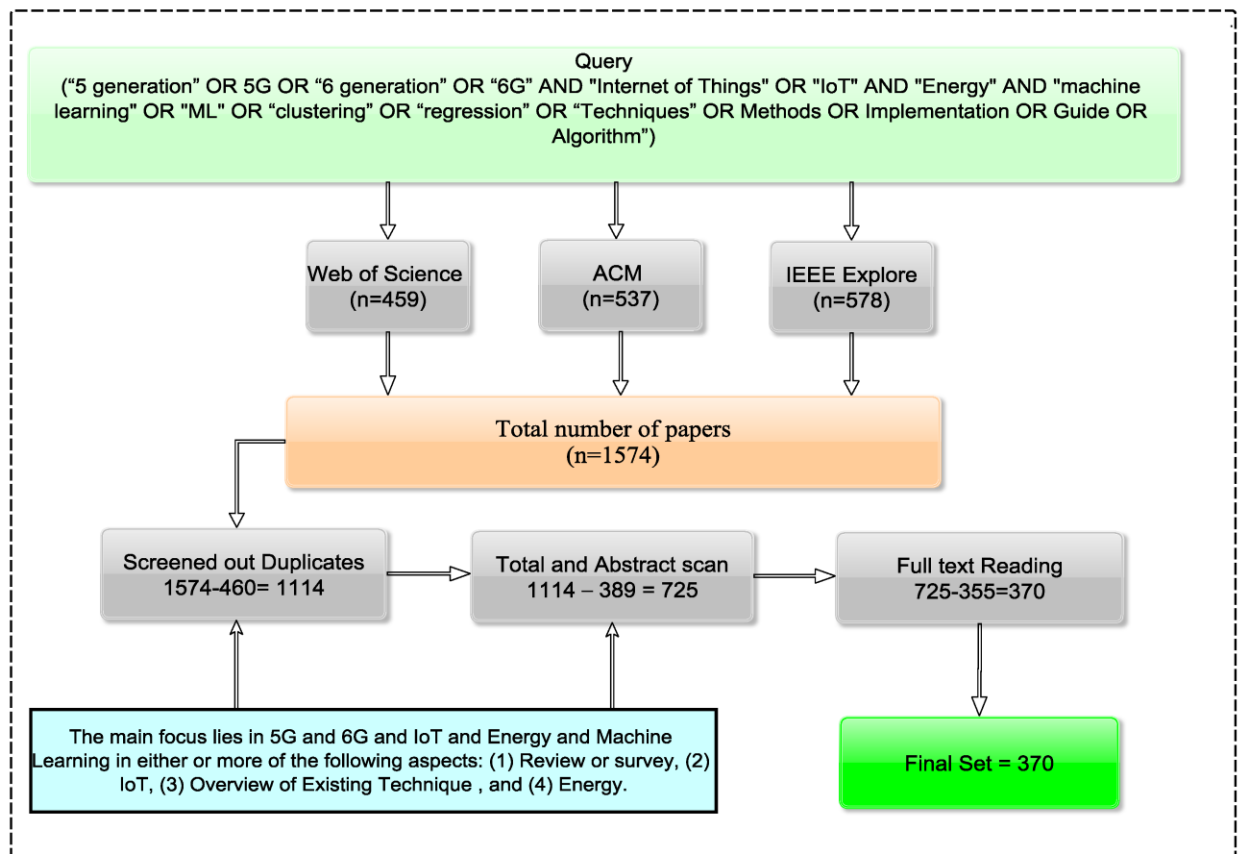 Query
(“5 generation” OR 5G OR “6 generation” OR “6G” AND "Internet of Things" OR "IoT" AND "Energy" AND "machine
learning" OR "ML" OR “clustering” OR “regression” OR “Techniques” OR Methods OR Implementation OR Guide OR
Algorithm”)
Web of Science
(n=459)
ACM
(n=537)
IEEE Explore
(n=578)
Total number of papers
(n=1574)
Screened out Duplicates
1574-460= 1114
Total and Abstract scan
1114 – 389 = 725
Full text Reading
725-355=370
The main focus lies in 5G and 6G and IoT and Energy and Machine
Learning in either or more of the following aspects: (1) Review or survey, (2)
IoT, (3) Overview of Existing Technique , and (4) Energy.
Final Set = 370